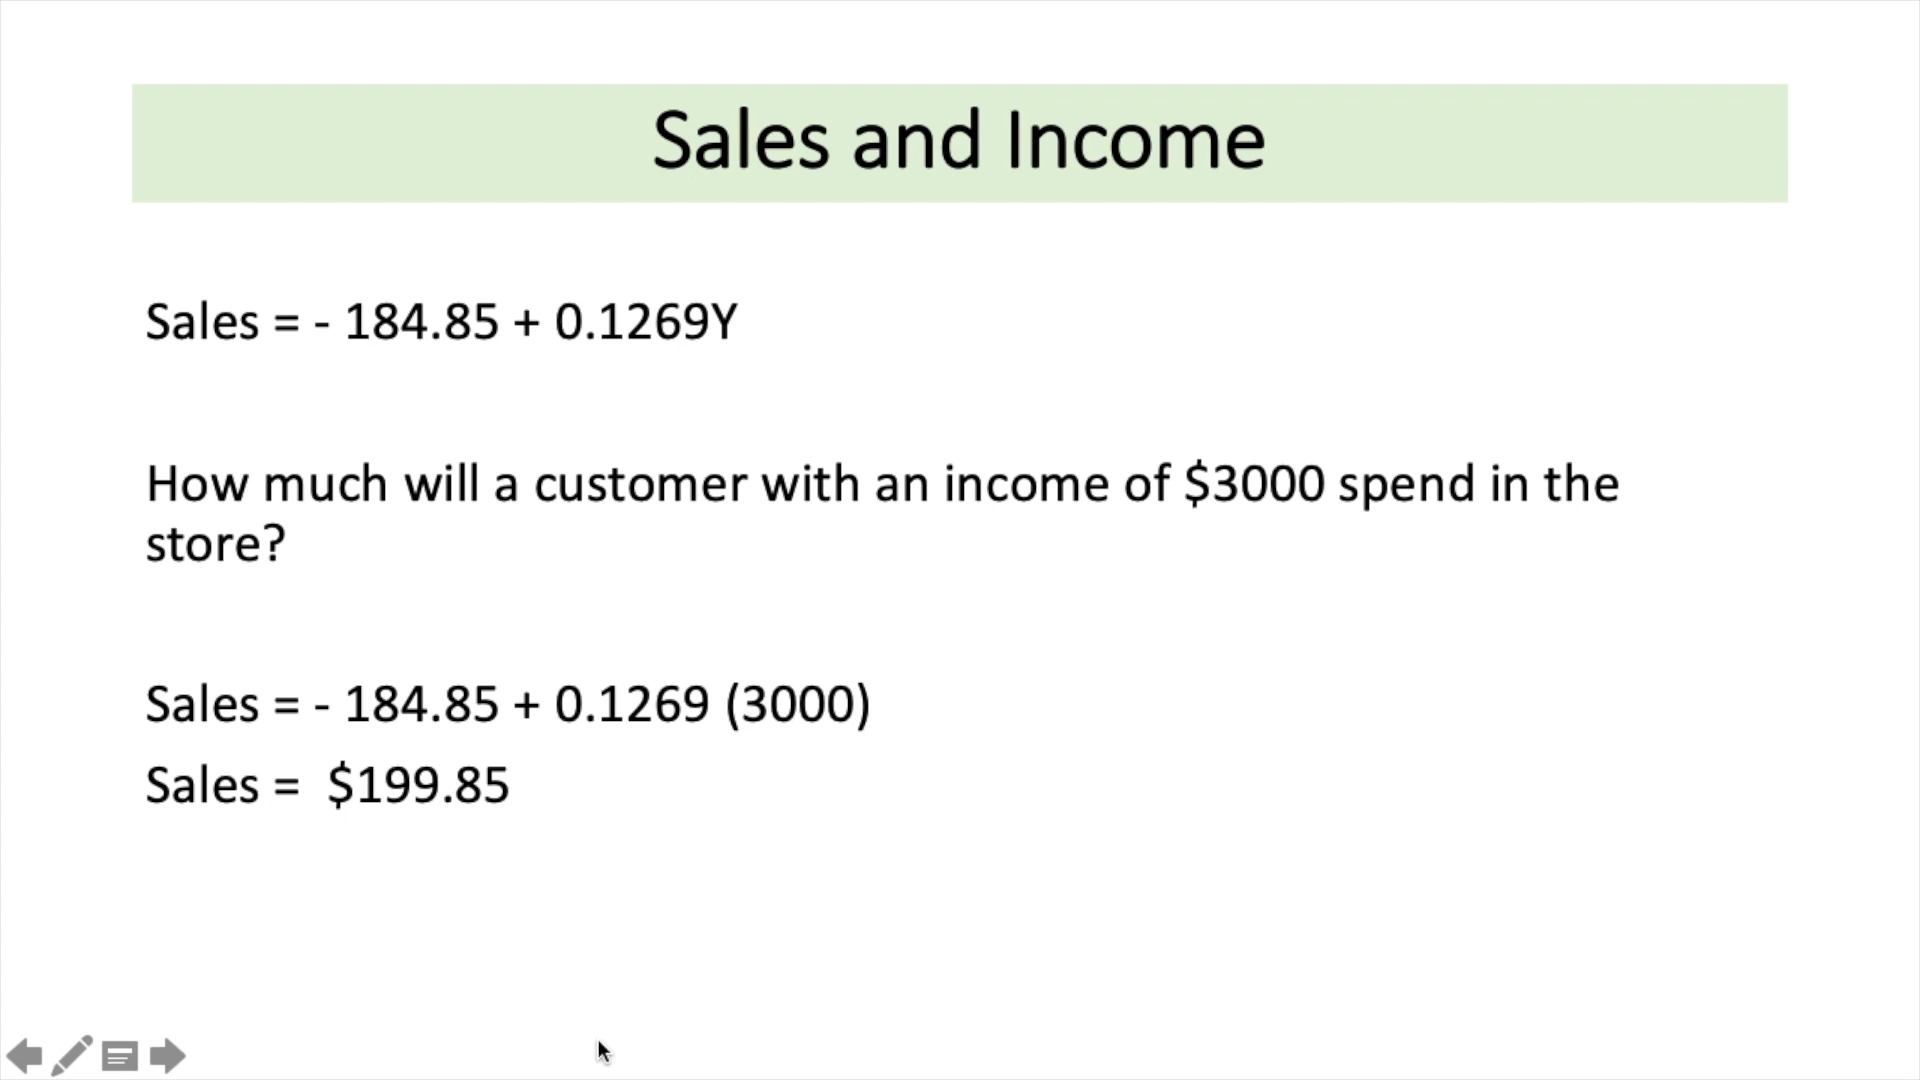 Sales and Income
Sales = - 184.85 + 0.1269Y
How much will a customer with an income of $3000 spend in the
store?
Sales = - 184.85 + 0.1269 (3000)
Sales =  $199.85